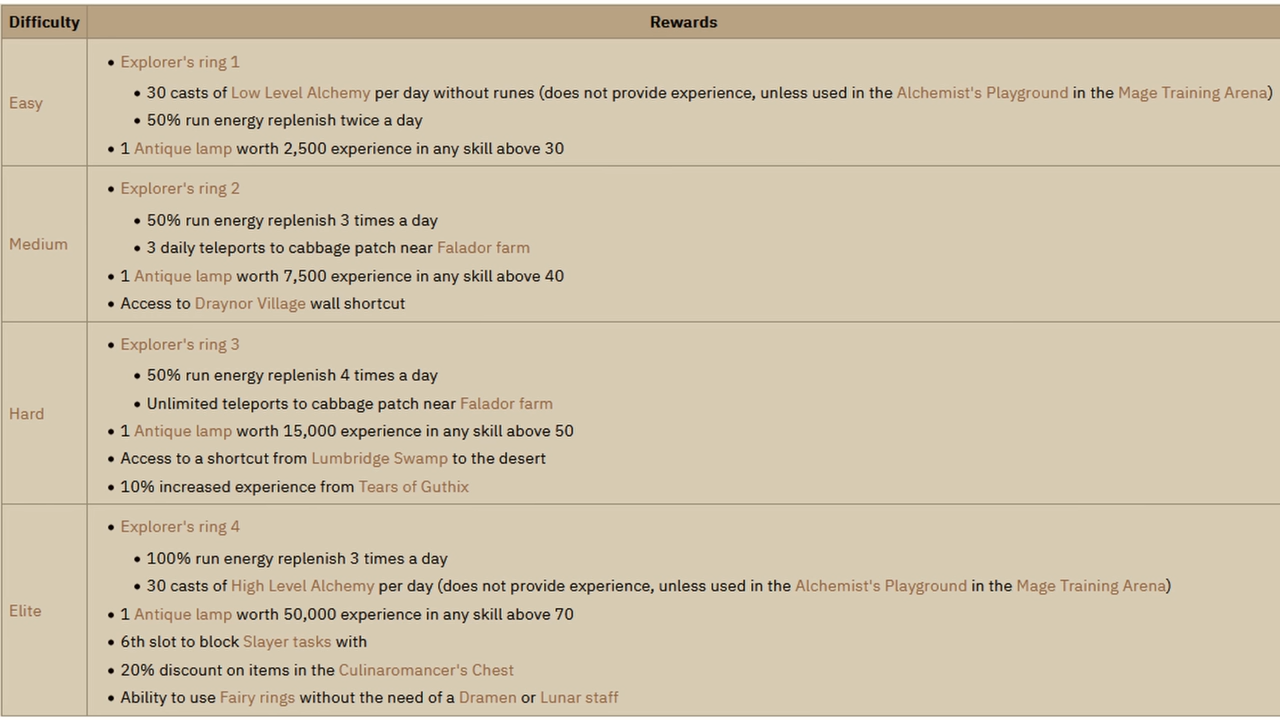 Difficulty Rewards
Easy
• Explorer's ring 1
• 30 casts of Low Level Alchemy per day without runes (does not provide experience, unless used in the Alchemist's Playground in the Mage Training Arena)
• 50% run energy replenish twice a day
• 1 Antique lamp worth 2,500 experience in any skill above 30
Medium
• Explorer's ring 2
• 50% run energy replenish 3 times a day
• 3 daily teleports to cabbage patch near Falador farm
• 1 Antique lamp worth 7,500 experience in any skill above 40
• Access to Draynor Village wall shortcut
Hard
• Explorer's ring 3
• 50% run energy replenish 4 times a day
• Unlimited teleports to cabbage patch near Falador farm
• 1 Antique lamp worth 15,000 experience in any skill above 50
• Access to a shortcut from Lumbridge Swamp to the desert
• 10% increased experience from Tears of Guthix
Elite
• Explorer's ring 4
• 100% run energy replenish 3 times a day
• 30 casts of High Level Alchemy per day (does not provide experience, unless used in the Alchemist's Playground in the Mage Training Arena)
• 1 Antique lamp worth 50,000 experience in any skill above 70
• 6th slot to block Slayer tasks with
• 20% discount on items in the Culinaromancer's Chest
• Ability to use Fairy rings without the need of a Dramen or Lunar staff